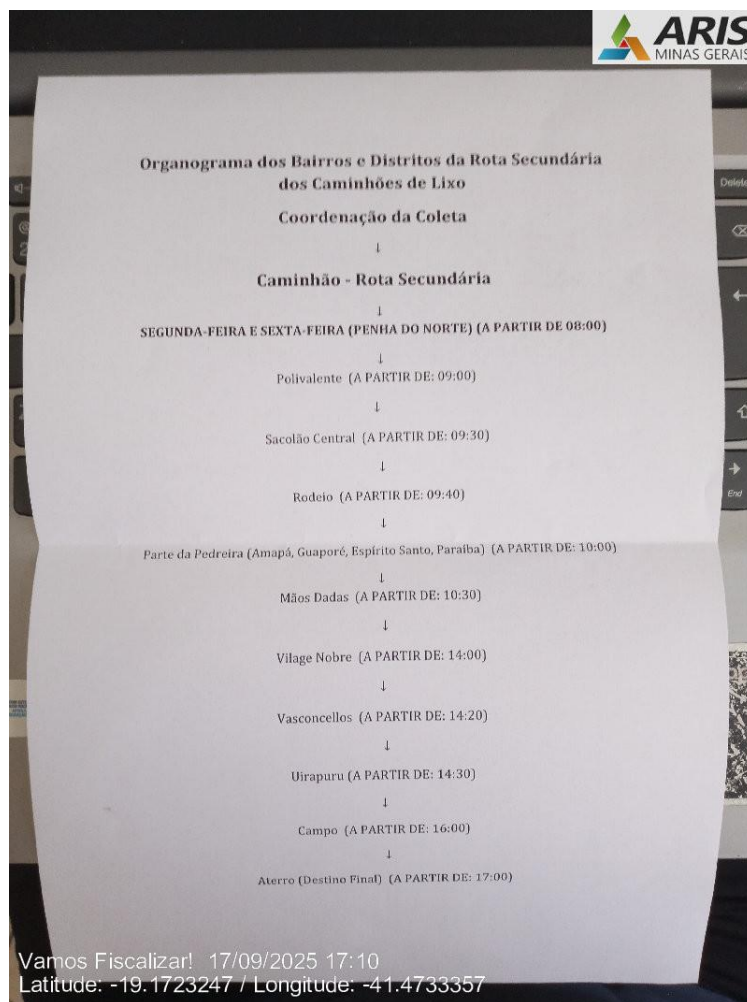 ARIS
MINAS GERAIS
Organograma dos Bairros e Distritos da Rota Secundária
dos Caminhões de Lixo
Coordenação da Coleta
↓
Caminhão - Rota Secundária
↓
SEGUNDA-FEIRA E SEXTA-FEIRA (PENHA DO NORTE) (A PARTIR DE 08:00)
↓
Polivalente (A PARTIR DE: 09:00)
↓
Sacolão Central (A PARTIR DE: 09:30)
↓
Rodeio (A PARTIR DE: 09:40)
↓
Parte da Pedreira (Amapá, Guaporé, Espírito Santo, Paraíba) (A PARTIR DE: 10:00)
↓
Mãos Dadas (A PARTIR DE: 10:30)
↓
Vilage Nobre (A PARTIR DE: 14:00)
↓
Vasconcellos (A PARTIR DE: 14:20)
↓
Uirapuru (A PARTIR DE: 14:30)
↓
Campo (A PARTIR DE: 16:00)
↓
Aterro (Destino Final) (A PARTIR DE: 17:00)
Delete
End
Vamos Fiscalizar! 17/09/2025 17:10
Latitude: -19.1723247 / Longitude: -41.4733357